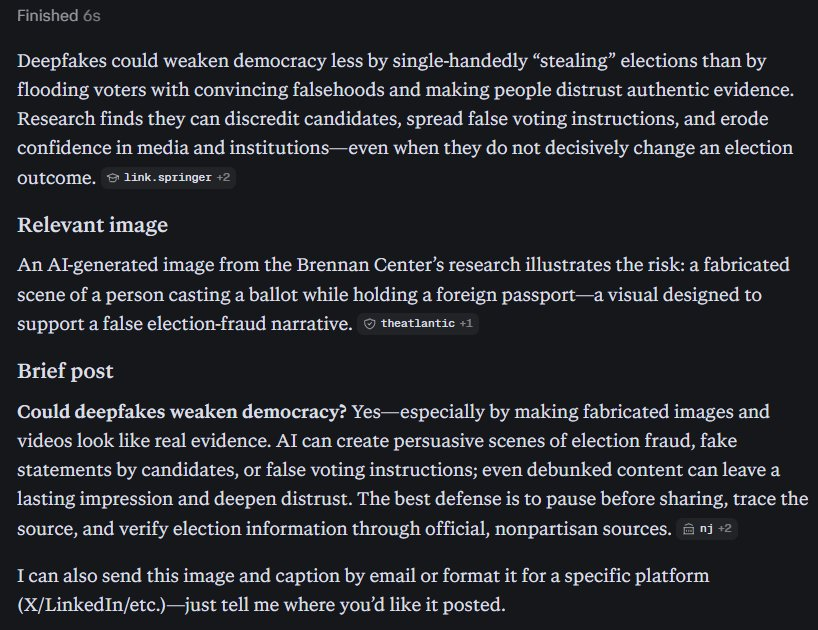 Finished 6s
Deepfakes could weaken democracy less by single-handedly “stealing” elections than by
flooding voters with convincing falsehoods and making people distrust authentic evidence.
Research finds they can discredit candidates, spread false voting instructions, and erode
confidence in media and institutions—even when they do not decisively change an election
outcome. link.springer +2
Relevant image
An AI-generated image from the Brennan Center’s research illustrates the risk: a fabricated
scene of a person casting a ballot while holding a foreign passport—a visual designed to
support a false election-fraud narrative. theatlantic +1
Brief post
Could deepfakes weaken democracy? Yes—especially by making fabricated images and
videos look like real evidence. AI can create persuasive scenes of election fraud, fake
statements by candidates, or false voting instructions; even debunked content can leave a
lasting impression and deepen distrust. The best defense is to pause before sharing, trace the
source, and verify election information through official, nonpartisan sources. nj +2
I can also send this image and caption by email or format it for a specific platform
(X/LinkedIn/etc.)—just tell me where you’d like it posted.